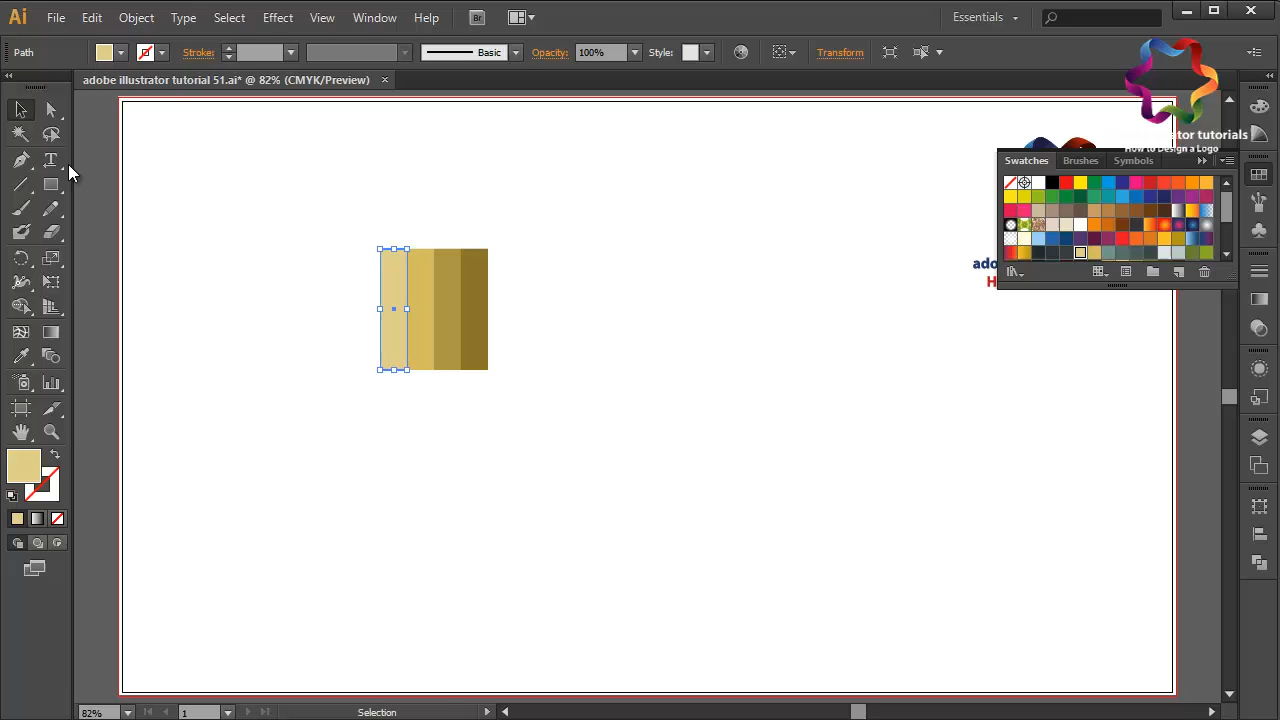 Ai File Edit Object Type Select Effect View Window Help Br Essentials
Path Stroke: Basic Opacity: 100% Style: Transform
adobe illustrator tutorial 51.ai* @ 82% (CMYK/Preview)
ator tutorials
How to Design a Logo
Swatches Brushes Symbols
ado
H
82% 1 Selection